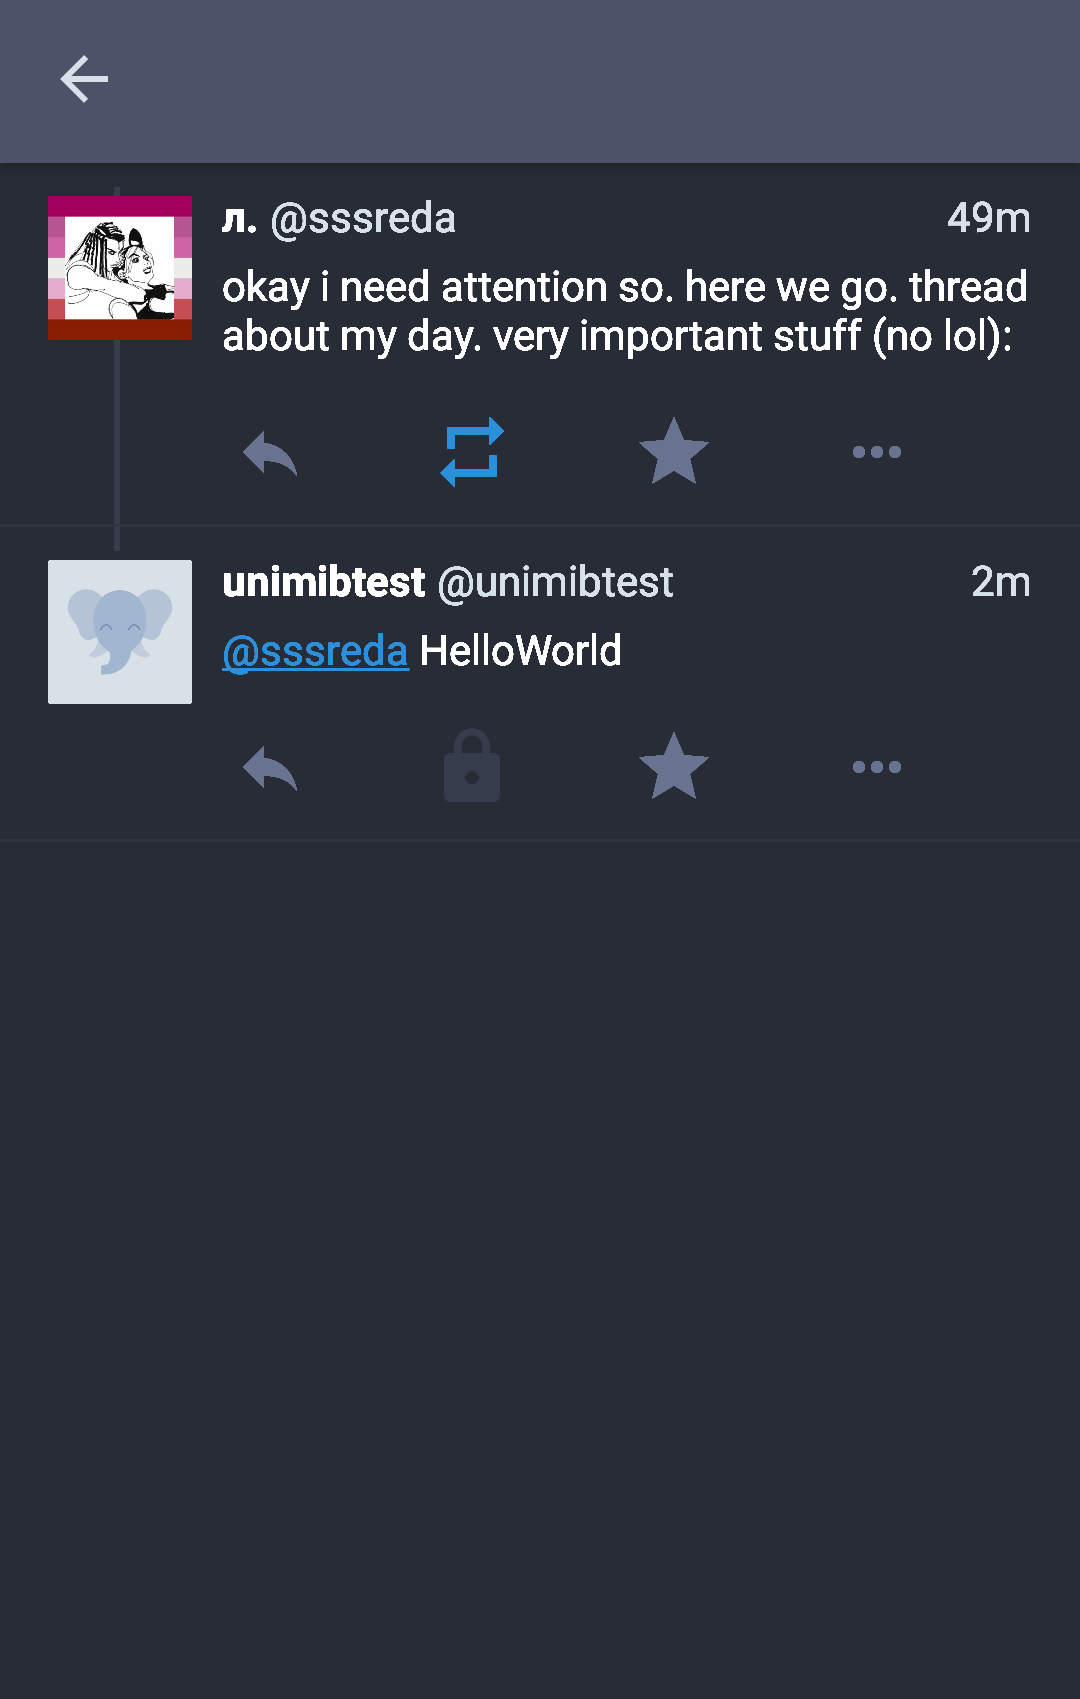 л. @sssreda 49m
okay i need attention so. here we go. thread
about my day. very important stuff (no lol):
unimibtest @unimibtest 2m
@sssreda HelloWorld